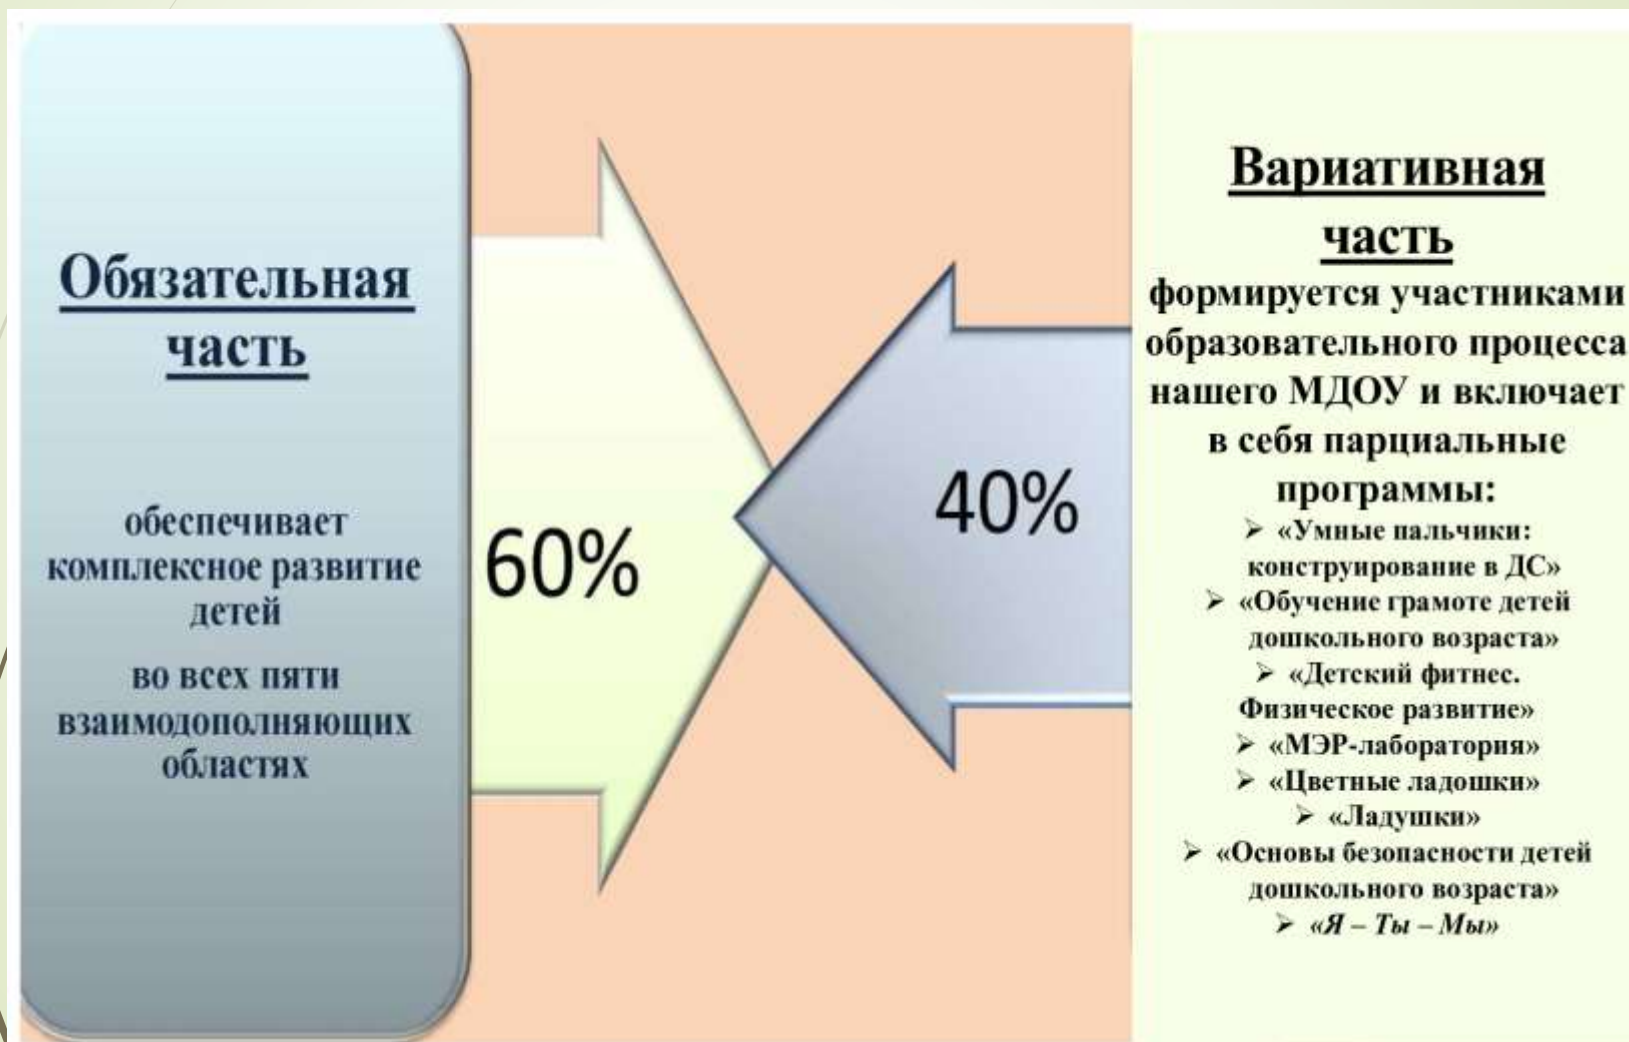 Обязательная
часть
обеспечивает
комплексное развитие
детей
во всех пяти
взаимодополняющих
областях
60%
40%
Вариативная
часть
формируется участниками
образовательного процесса
нашего МДОУ и включает
в себя парциальные
программы:
➢ «Умные пальчики:
конструирование в ДС»
➢ «Обучение грамоте детей
дошкольного возраста»
➢ «Детский фитнес.
Физическое развитие»
➢ «МЭР-лаборатория»
➢ «Цветные ладошки»
➢ «Ладушки»
➢ «Основы безопасности детей
дошкольного возраста»
➢ «Я – Ты – Мы»